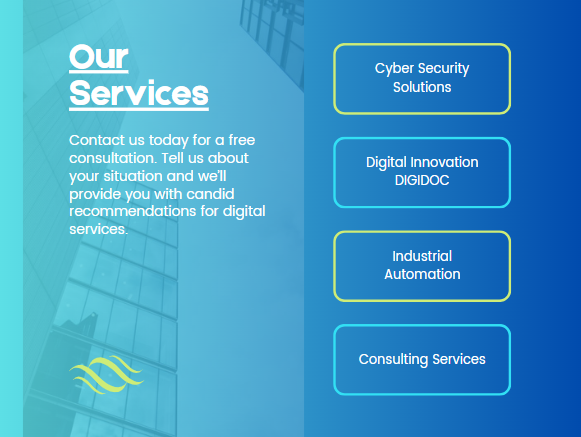 Our
Services
Contact us today for a free
consultation. Tell us about
your situation and we'll
provide you with candid
recommendations for digital
services.
Cyber Security
Solutions
Digital Innovation
DIGIDOC
Industrial
Automation
Consulting Services